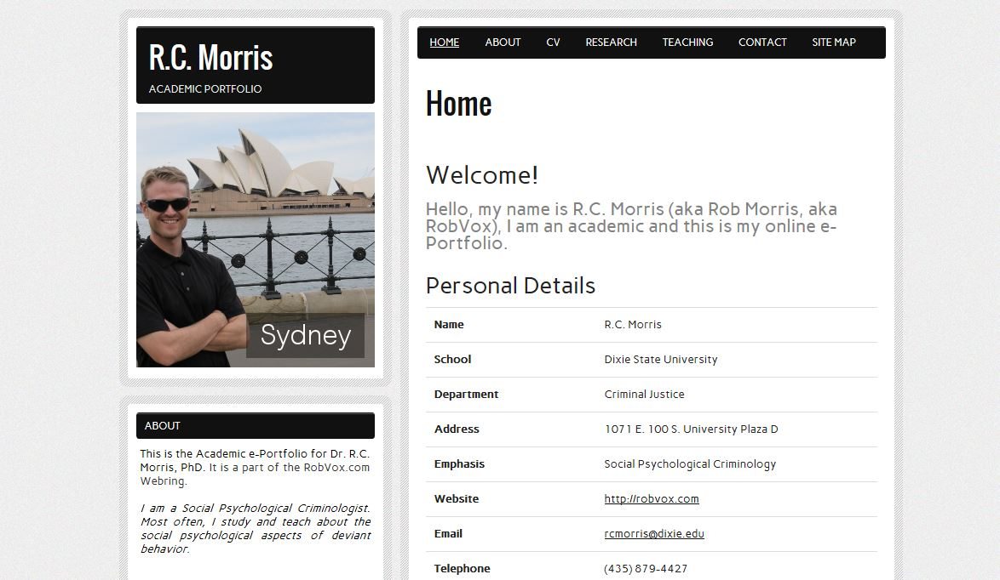 R.C. Morris
ACADEMIC PORTFOLIO
Sydney
ABOUT
This is the Academic e-Portfolio for Dr. R.C.
Morris, PhD. It is a part of the RobVox.com
Webring.
I am a Social Psychological Criminologist.
Most often, I study and teach about the
social psychological aspects of deviant
behavior.
HOME ABOUT CV RESEARCH TEACHING CONTACT SITE MAP
Home
Welcome!
Hello, my name is R.C. Morris (aka Rob Morris, aka
RobVox), I am an academic and this is my online e-
Portfolio.
Personal Details
Name R.C. Morris
School Dixie State University
Department Criminal Justice
Address 1071 E. 100 S. University Plaza D
Emphasis Social Psychological Criminology
Website http://robvox.com
Email rcmorris@dixie.edu
Telephone (435) 879-4427